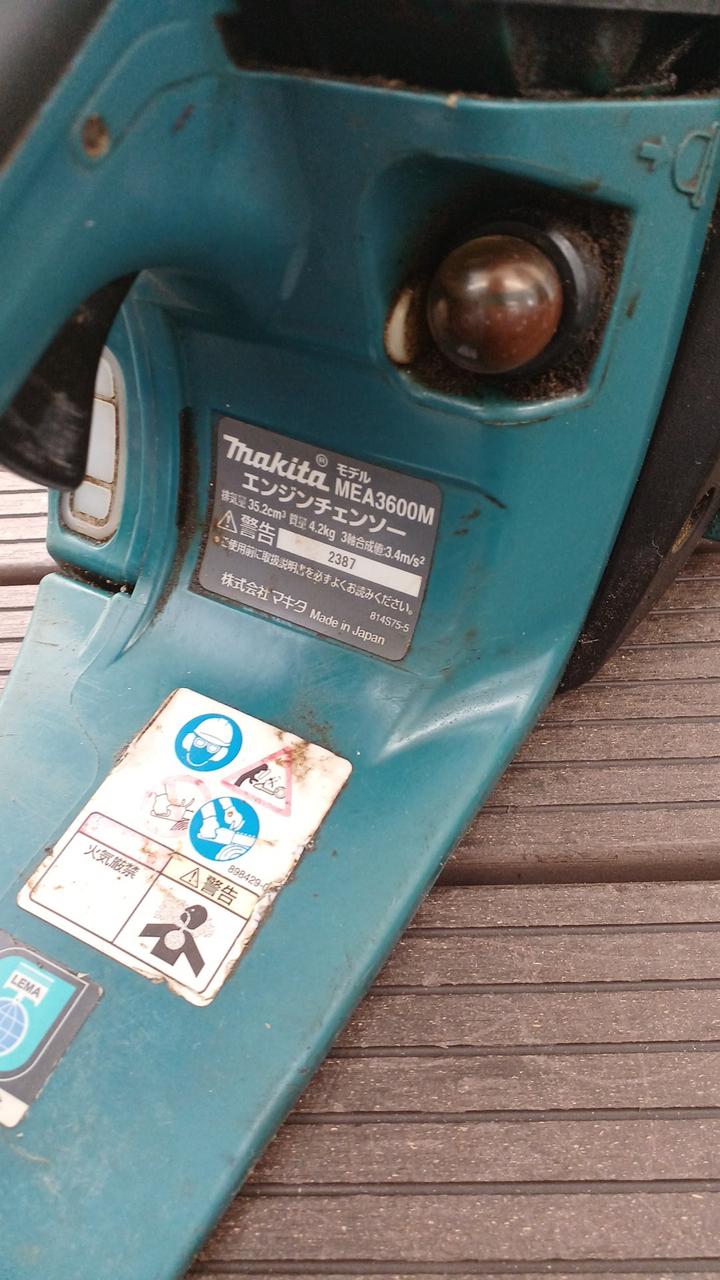 makita® モデル MEA3600M
エンジンチェンソー
排気量 35.2cm³ 質量 4.2kg 3軸合成値:3.4m/s²
警告 2387
ご使用前に取扱説明書を必ずよくお読みください。
814S75-5
株式会社 マキタ Made in Japan
898429-
火気厳禁
警告
LEMA